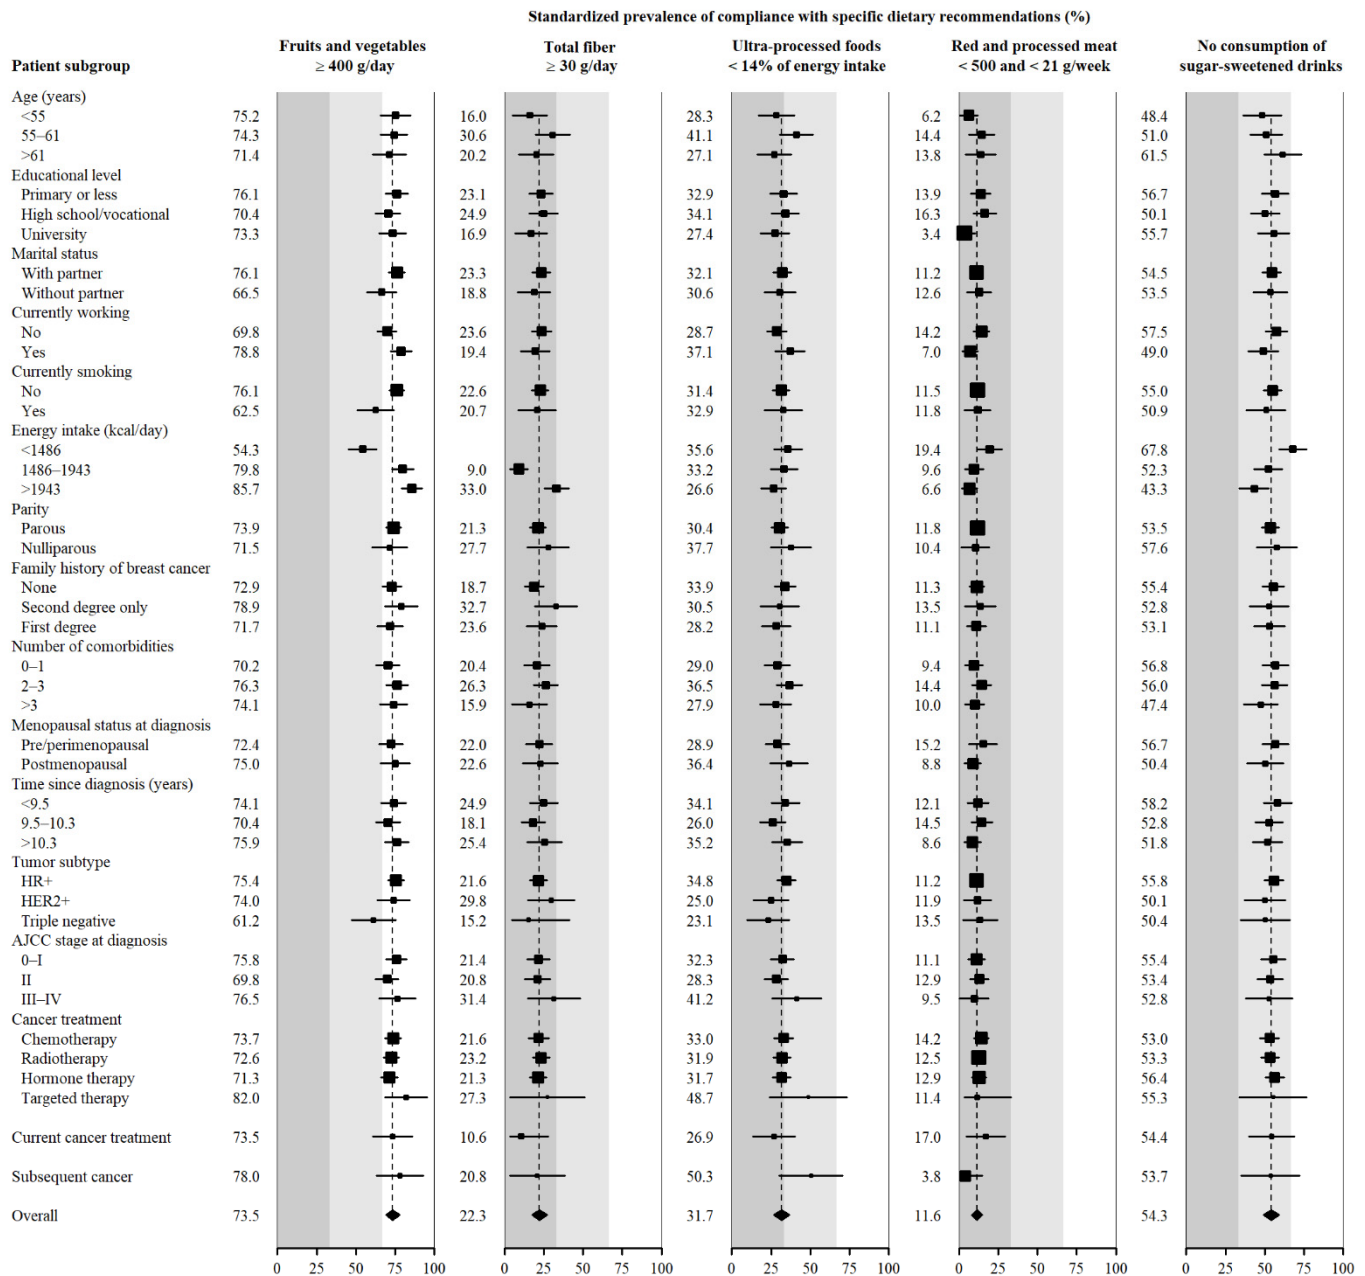 Standardized prevalence of compliance with specific dietary recommendations (%)
Fruits and vegetables Total fiber Ultra-processed foods Red and processed meat No consumption of
Patient subgroup ≥ 400 g/day ≥ 30 g/day < 14% of energy intake < 500 and < 21 g/week sugar-sweetened drinks
Age (years)
<55 75.2 16.0 28.3 6.2 48.4
55–61 74.3 30.6 41.1 14.4 51.0
>61 71.4 20.2 27.1 13.8 61.5
Educational level
Primary or less 76.1 23.1 32.9 13.9 56.7
High school/vocational 70.4 24.9 34.1 16.3 50.1
University 73.3 16.9 27.4 3.4 55.7
Marital status
With partner 76.1 23.3 32.1 11.2 54.5
Without partner 66.5 18.8 30.6 12.6 53.5
Currently working
No 69.8 23.6 28.7 14.2 57.5
Yes 78.8 19.4 37.1 7.0 49.0
Currently smoking
No 76.1 22.6 31.4 11.5 55.0
Yes 62.5 20.7 32.9 11.8 50.9
Energy intake (kcal/day)
<1486 54.3 35.6 19.4 67.8
1486–1943 79.8 9.0 33.2 9.6 52.3
>1943 85.7 33.0 26.6 6.6 43.3
Parity
Parous 73.9 21.3 30.4 11.8 53.5
Nulliparous 71.5 27.7 37.7 10.4 57.6
Family history of breast cancer
None 72.9 18.7 33.9 11.3 55.4
Second degree only 78.9 32.7 30.5 13.5 52.8
First degree 71.7 23.6 28.2 11.1 53.1
Number of comorbidities
0–1 70.2 20.4 29.0 9.4 56.8
2–3 76.3 26.3 36.5 14.4 56.0
>3 74.1 15.9 27.9 10.0 47.4
Menopausal status at diagnosis
Pre/perimenopausal 72.4 22.0 28.9 15.2 56.7
Postmenopausal 75.0 22.6 36.4 8.8 50.4
Time since diagnosis (years)
<9.5 74.1 24.9 34.1 12.1 58.2
9.5–10.3 70.4 18.1 26.0 14.5 52.8
>10.3 75.9 25.4 35.2 8.6 51.8
Tumor subtype
HR+ 75.4 21.6 34.8 11.2 55.8
HER2+ 74.0 29.8 25.0 11.9 50.1
Triple negative 61.2 15.2 23.1 13.5 50.4
AJCC stage at diagnosis
0–I 75.8 21.4 32.3 11.1 55.4
II 69.8 20.8 28.3 12.9 53.4
III–IV 76.5 31.4 41.2 9.5 52.8
Cancer treatment
Chemotherapy 73.7 21.6 33.0 14.2 53.0
Radiotherapy 72.6 23.2 31.9 12.5 53.3
Hormone therapy 71.3 21.3 31.7 12.9 56.4
Targeted therapy 82.0 27.3 48.7 11.4 55.3
Current cancer treatment 73.5 10.6 26.9 17.0 54.4
Subsequent cancer 78.0 20.8 50.3 3.8 53.7
Overall 73.5 22.3 31.7 11.6 54.3
0 25 50 75 100 0 25 50 75 100 0 25 50 75 100 0 25 50 75 100 0 25 50 75 100